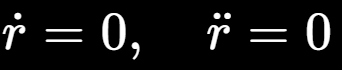 ṙ = 0, r̈ = 0